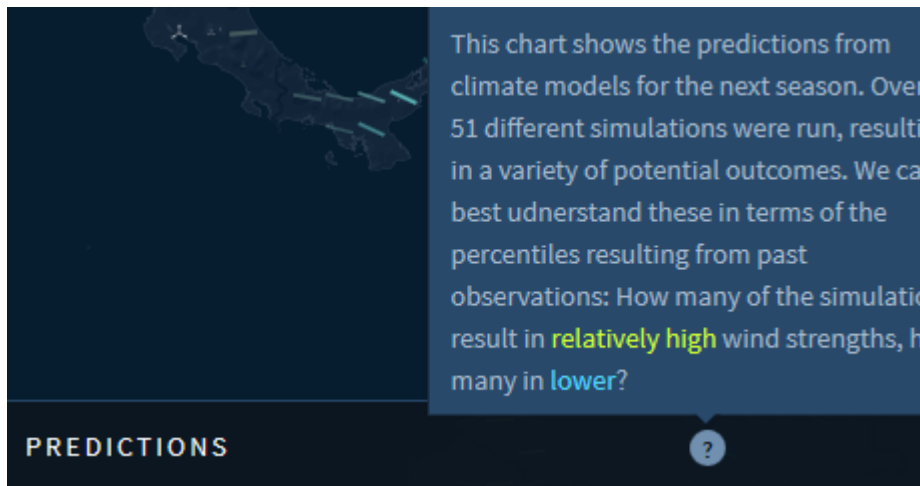 This chart shows the predictions from
climate models for the next season. Over
51 different simulations were run, resulti
in a variety of potential outcomes. We ca
best udnerstand these in terms of the
percentiles resulting from past
observations: How many of the simulatio
result in relatively high wind strengths, h
many in lower?
PREDICTIONS
?